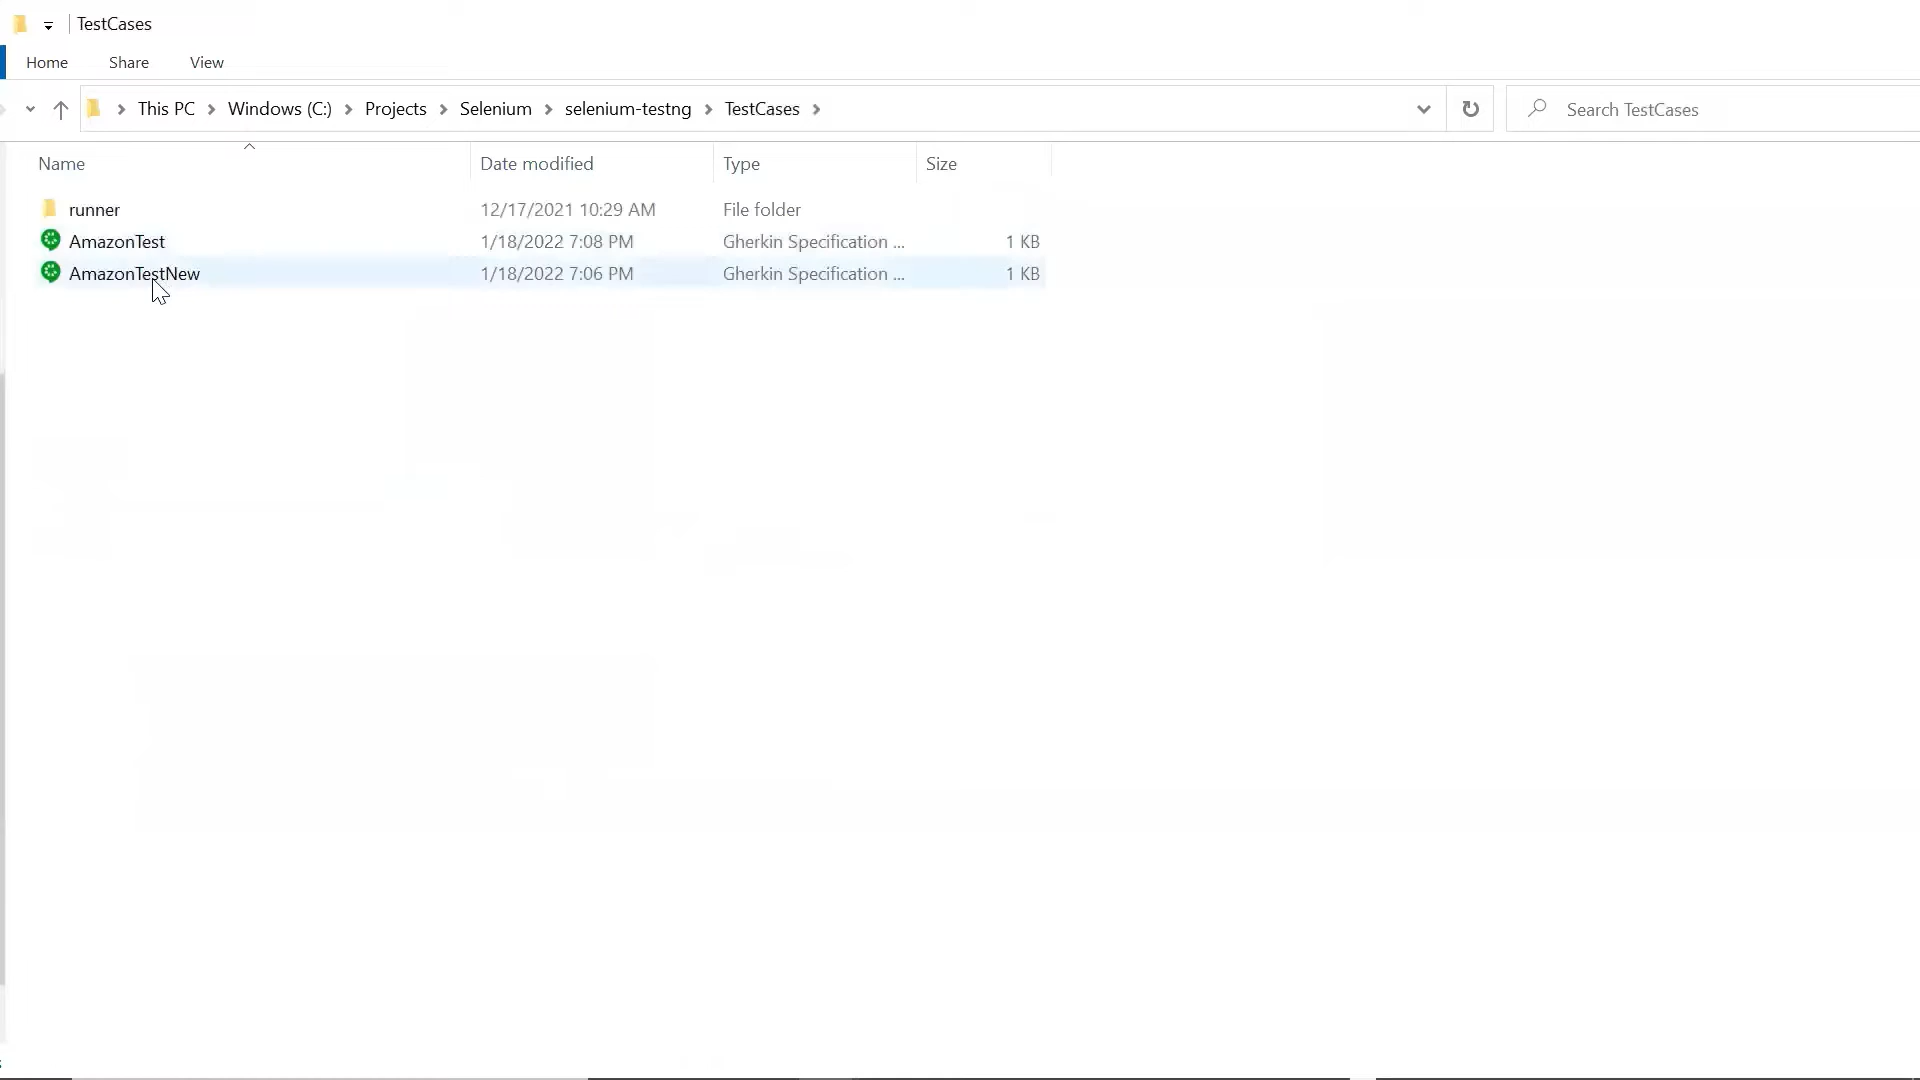 TestCases
Home Share View
This PC Windows (C:) Projects Selenium selenium-testng TestCases Search TestCases
Name Date modified Type Size
runner 12/17/2021 10:29 AM File folder
AmazonTest 1/18/2022 7:08 PM Gherkin Specification ... 1 KB
AmazonTestNew 1/18/2022 7:06 PM Gherkin Specification ... 1 KB